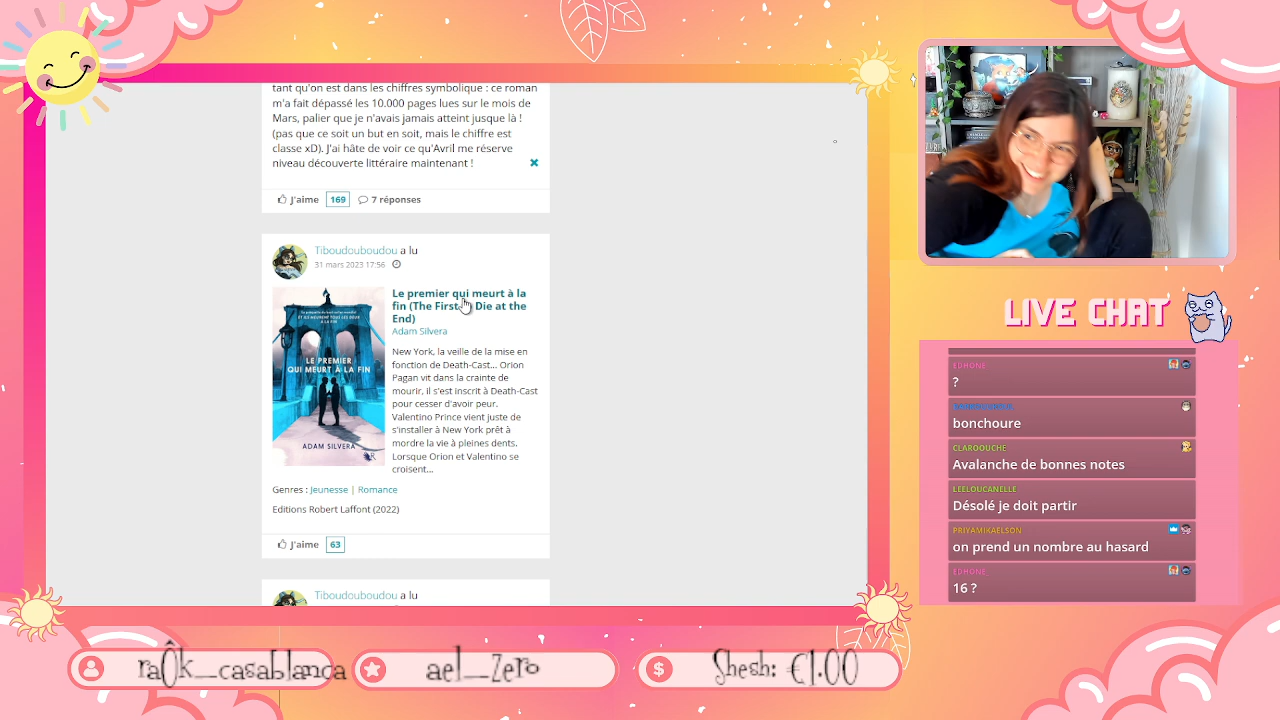 tant qu'on est dans les chiffres symbolique : ce roman
m'a fait dépassé les 10.000 pages lues sur le mois de
Mars, palier que je n'avais jamais atteint jusque là !
(pas que ce soit un but en soit, mais le chiffre est
classe xD). J'ai hâte de voir ce qu'Avril me réserve
niveau découverte littéraire maintenant !
J'aime 169 7 réponses
Tiboudouboudou a lu
31 mars 2023 17:56
Le premier qui meurt à la
fin (The First to Die at the
End)
Adam Silvera
New York, la veille de la mise en
fonction de Death-Cast... Orion
Pagan vit dans la crainte de
mourir, il s'est inscrit à Death-Cast
pour cesser d'avoir peur.
Valentino Prince vient juste de
s'installer à New York prêt à
mordre la vie à pleines dents.
Lorsque Orion et Valentino se
croisent...
LE PREMIER
QUI MEURT À LA FIN
ADAM SILVERA
Genres : Jeunesse | Romance
Editions Robert Laffont (2022)
J'aime 63
Tiboudouboudou a lu
LIVE CHAT
EDHONE_
?
bonchoure
CLAROOUCHE
Avalanche de bonnes notes
LEELOUCANELLE
Désolé je doit partir
PRIYAMIKAELSON
on prend un nombre au hasard
EDHONE_
16 ?
raÔk_casablanca
ael_Zero
Shesh: €1.00